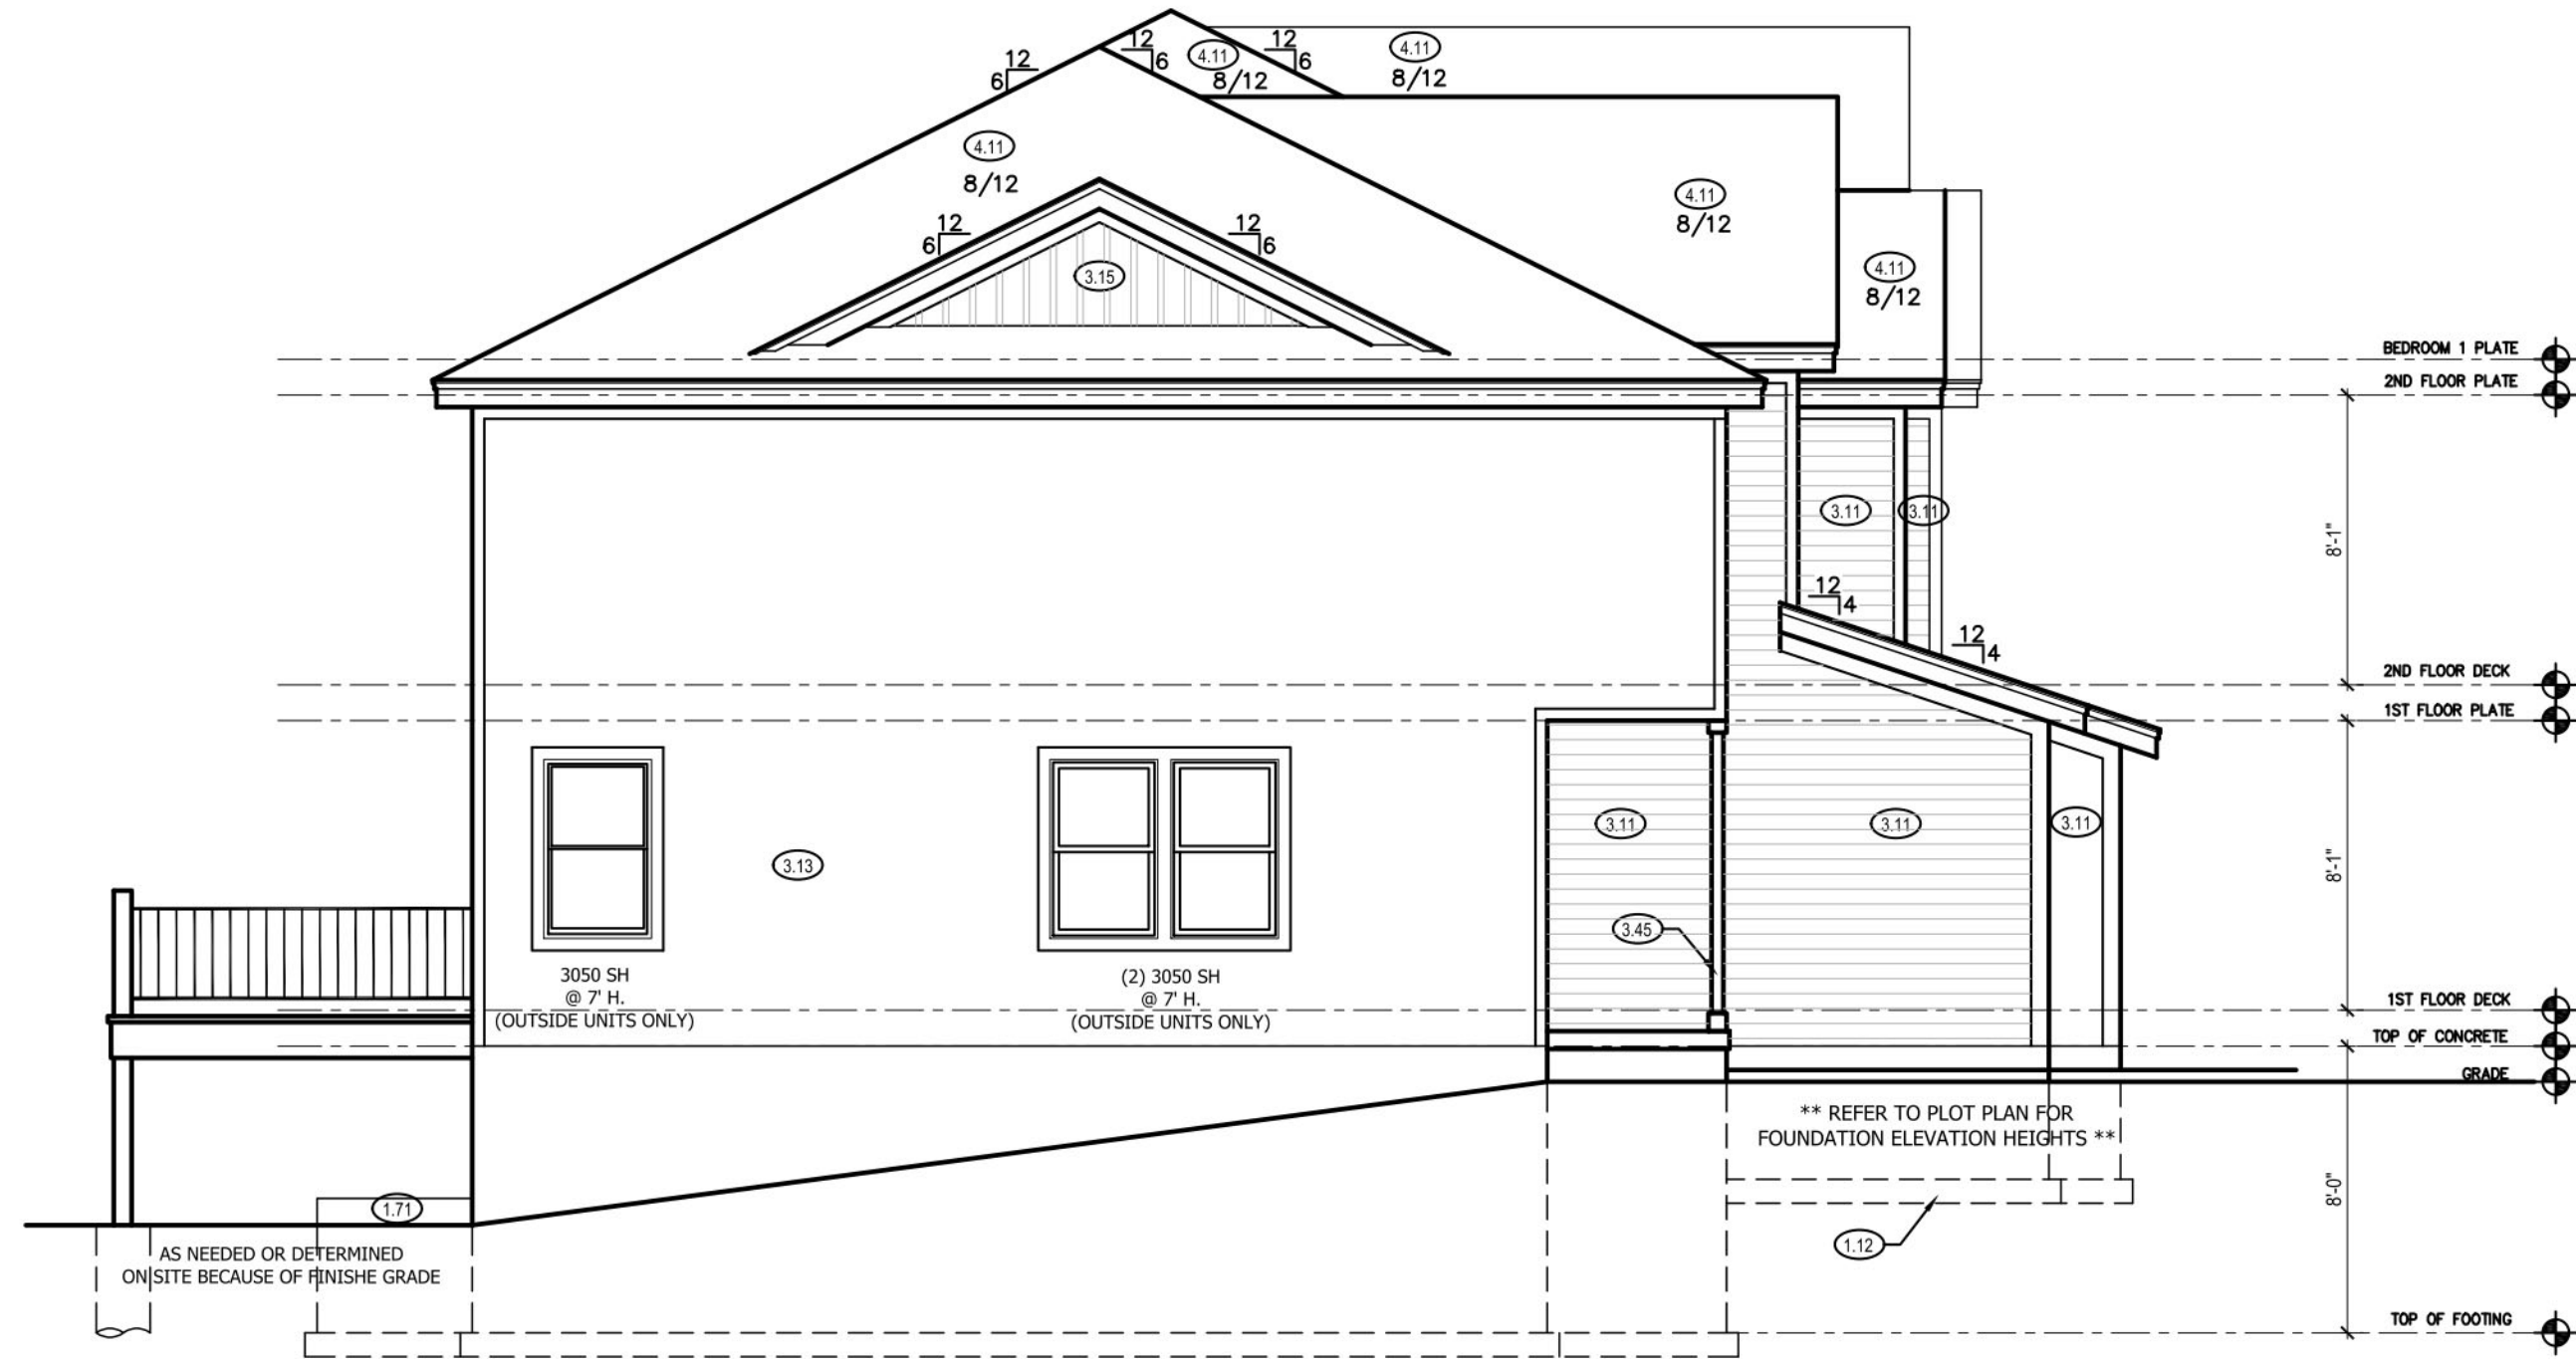 12
6
12
6
4.11
8/12
12
6
4.11
8/12
4.11
8/12
4.11
8/12
4.11
8/12
12
6
12
6
3.15
BEDROOM 1 PLATE
2ND FLOOR PLATE
3.11
3.11
8'-1"
12
4
12
4
2ND FLOOR DECK
1ST FLOOR PLATE
3.13
3.11
3.11
3.11
8'-1"
3.45
3050 SH
@ 7' H.
(OUTSIDE UNITS ONLY)
(2) 3050 SH
@ 7' H.
(OUTSIDE UNITS ONLY)
1ST FLOOR DECK
TOP OF CONCRETE
GRADE
** REFER TO PLOT PLAN FOR
FOUNDATION ELEVATION HEIGHTS **
8'-0"
1.71
1.12
AS NEEDED OR DETERMINED
ON SITE BECAUSE OF FINISHE GRADE
TOP OF FOOTING